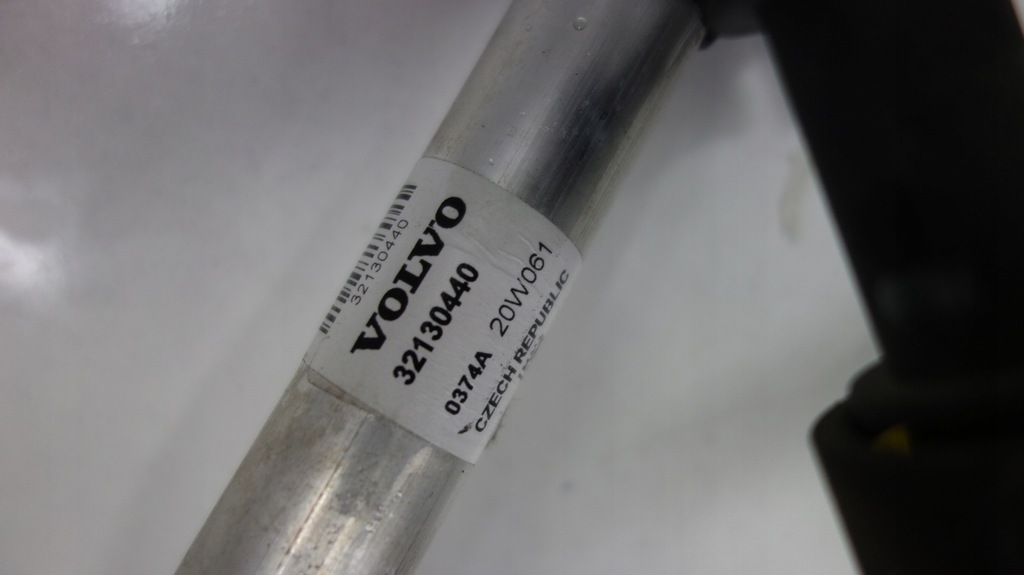 32130440
VOLVO
32130440
0374A 20W061
CZECH REPUBLIC